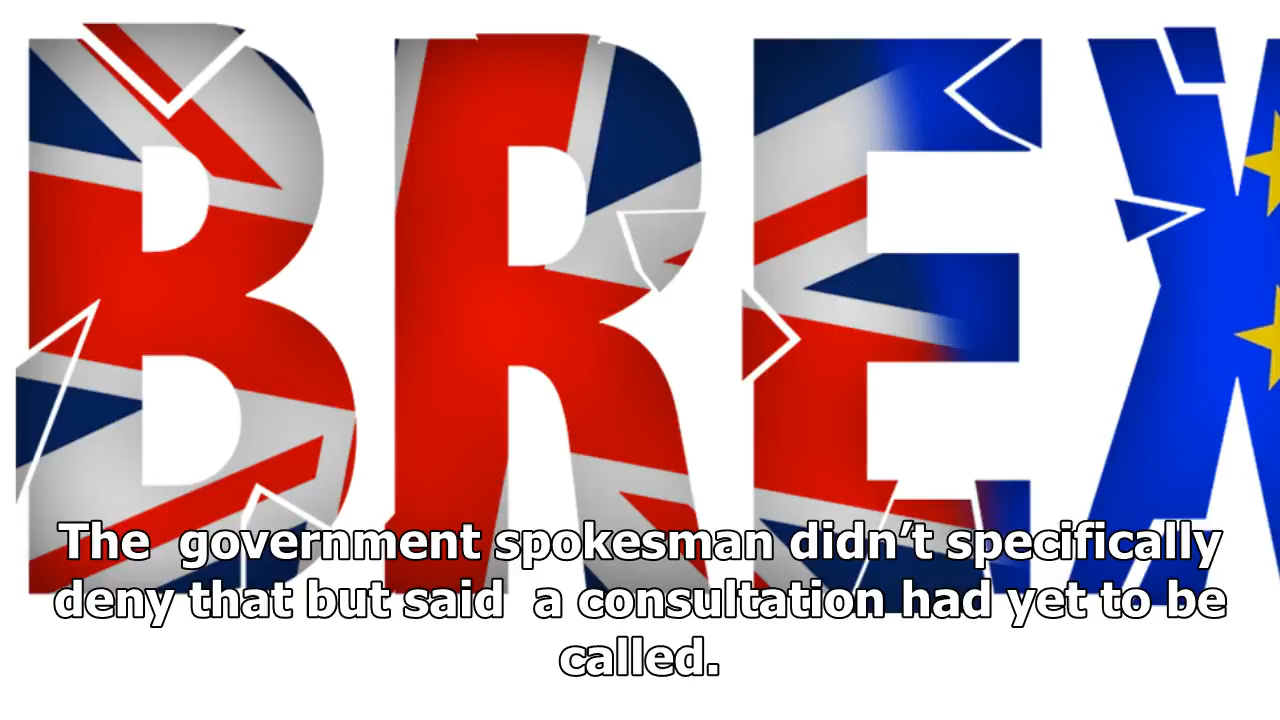 BREX
The government spokesman didn’t specifically
deny that but said a consultation had yet to be
called.